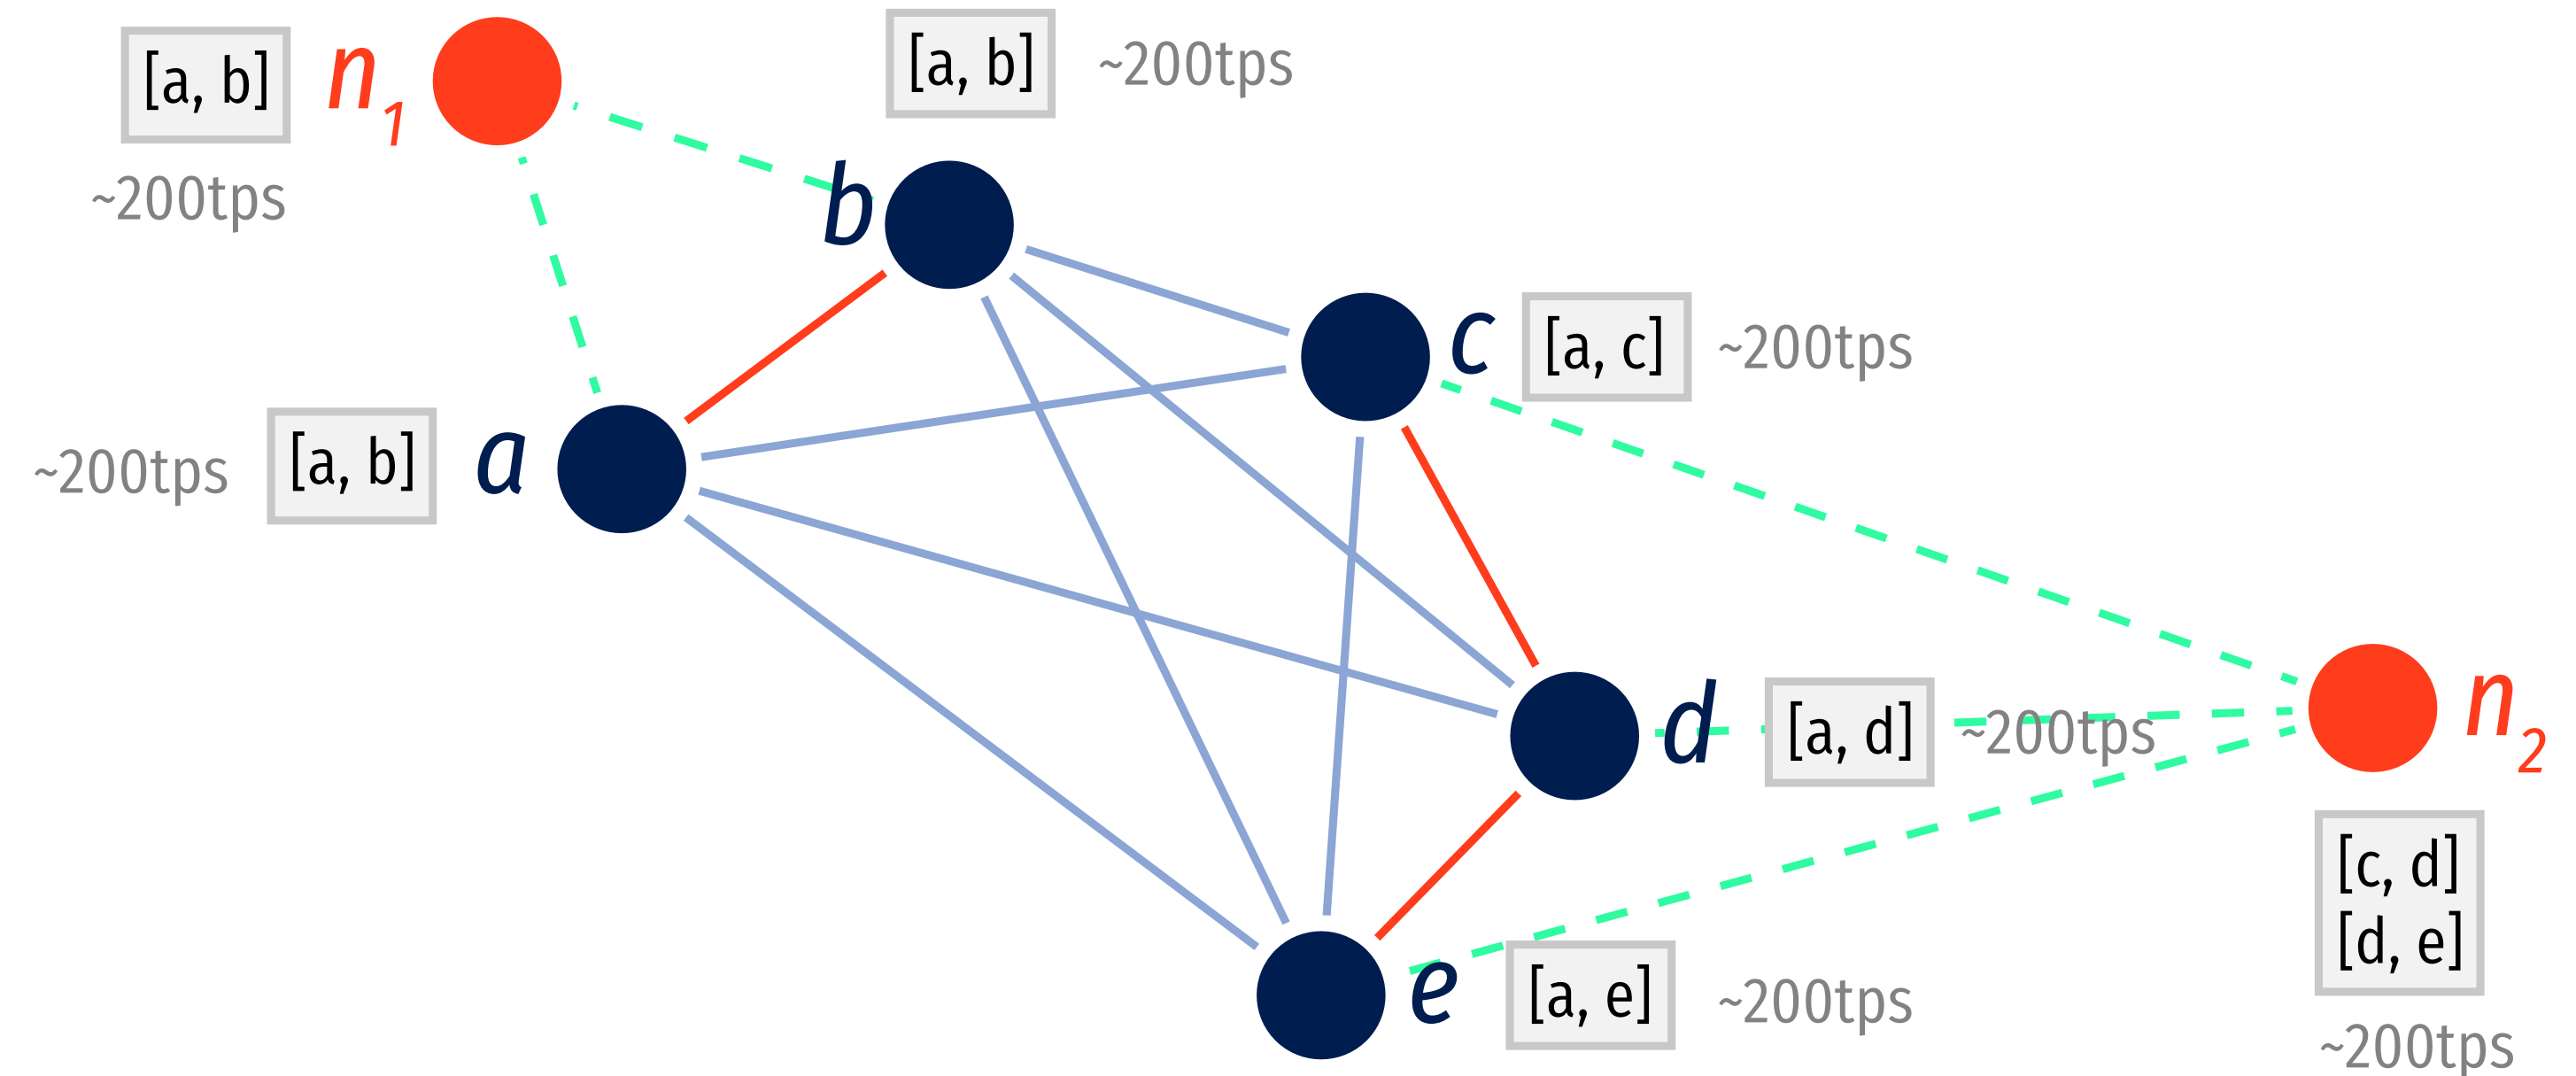 [a, b]
n1
~200tps
[a, b]
~200tps
b
c
[a, c]
~200tps
~200tps
[a, b]
a
d
[a, d]
~200tps
n2
[c, d]
[d, e]
~200tps
e
[a, e]
~200tps